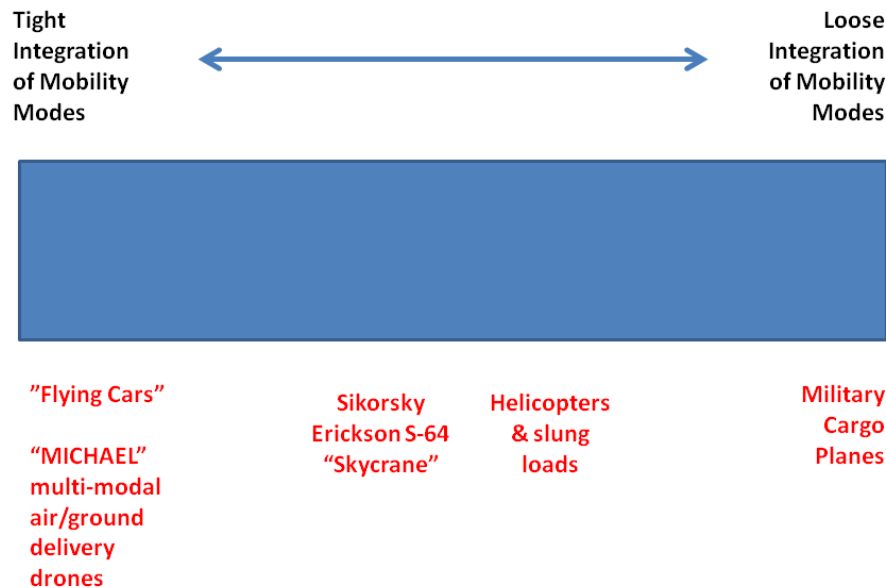 Tight
Integration
of Mobility
Modes
Loose
Integration
of Mobility
Modes
”Flying Cars”
“MICHAEL”
multi-modal
air/ground
delivery
drones
Sikorsky
Erickson S-64
“Skycrane”
Helicopters
& slung
loads
Military
Cargo
Planes